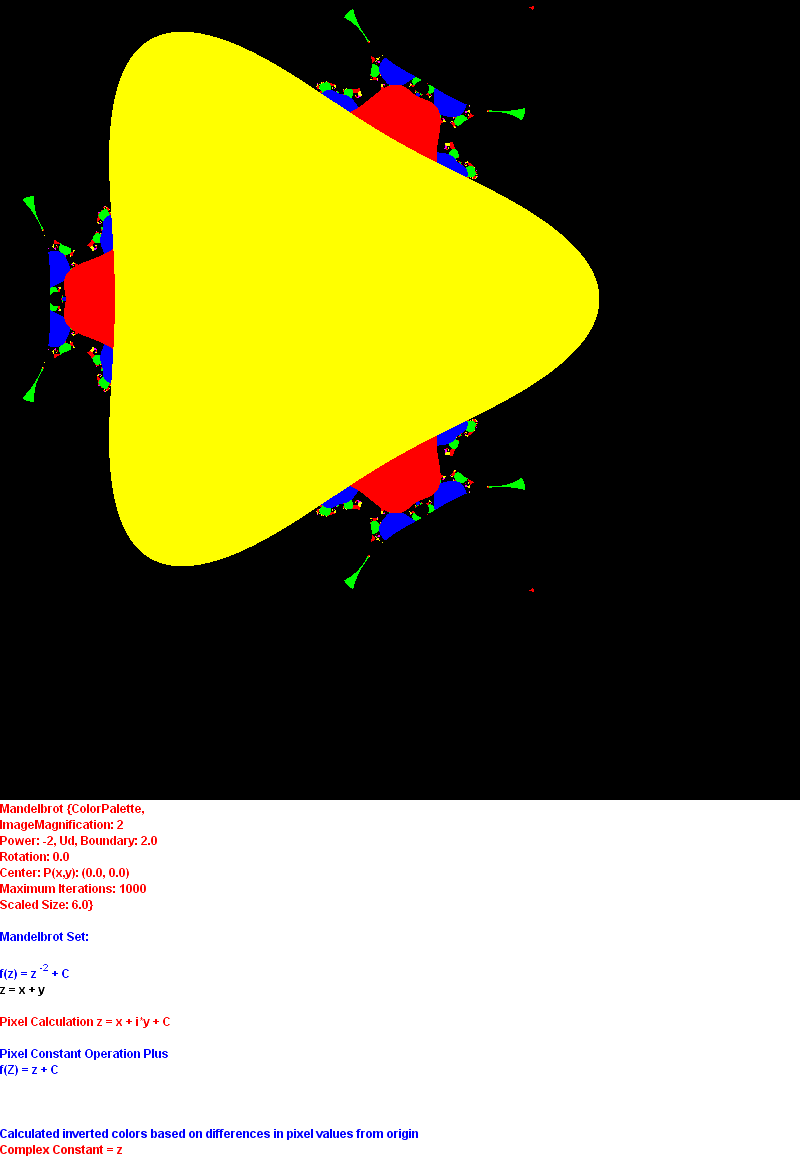 Mandelbrot {ColorPalette,
ImageMagnification: 2
Power: -2, Ud, Boundary: 2.0
Rotation: 0.0
Center: P(x,y): (0.0, 0.0)
Maximum Iterations: 1000
Scaled Size: 6.0}
Mandelbrot Set:
f(z) = z -2 + C
z = x + y
Pixel Calculation z = x + i*y + C
Pixel Constant Operation Plus
f(Z) = z + C
Calculated inverted colors based on differences in pixel values from origin
Complex Constant = z